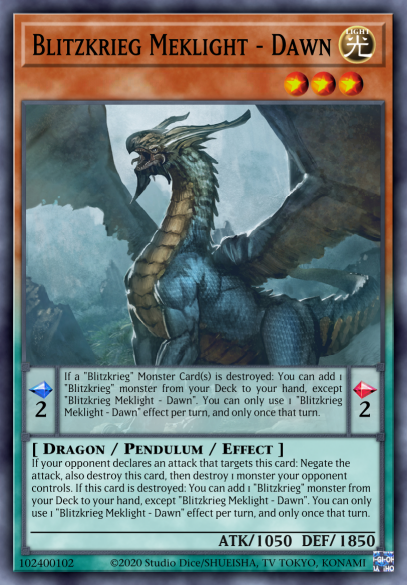 Blitzkrieg Meklight - Dawn
LIGHT
光
If a "Blitzkrieg" Monster Card(s) is destroyed: You can add 1
"Blitzkrieg" monster from your Deck to your hand, except
"Blitzkrieg Meklight - Dawn". You can only use 1 "Blitzkrieg
Meklight - Dawn" effect per turn, and only once that turn.
2
2
[ Dragon / Pendulum / Effect ]
If your opponent declares an attack that targets this card: Negate the
attack, also destroy this card, then destroy 1 monster your opponent
controls. If this card is destroyed: You can add 1 "Blitzkrieg" monster from
your Deck to your hand, except "Blitzkrieg Meklight - Dawn". You can only
use 1 "Blitzkrieg Meklight - Dawn" effect per turn, and only once that turn.
ATK/1050 DEF/1850
102400102
©2020 Studio Dice/SHUEISHA, TV TOKYO, KONAMI